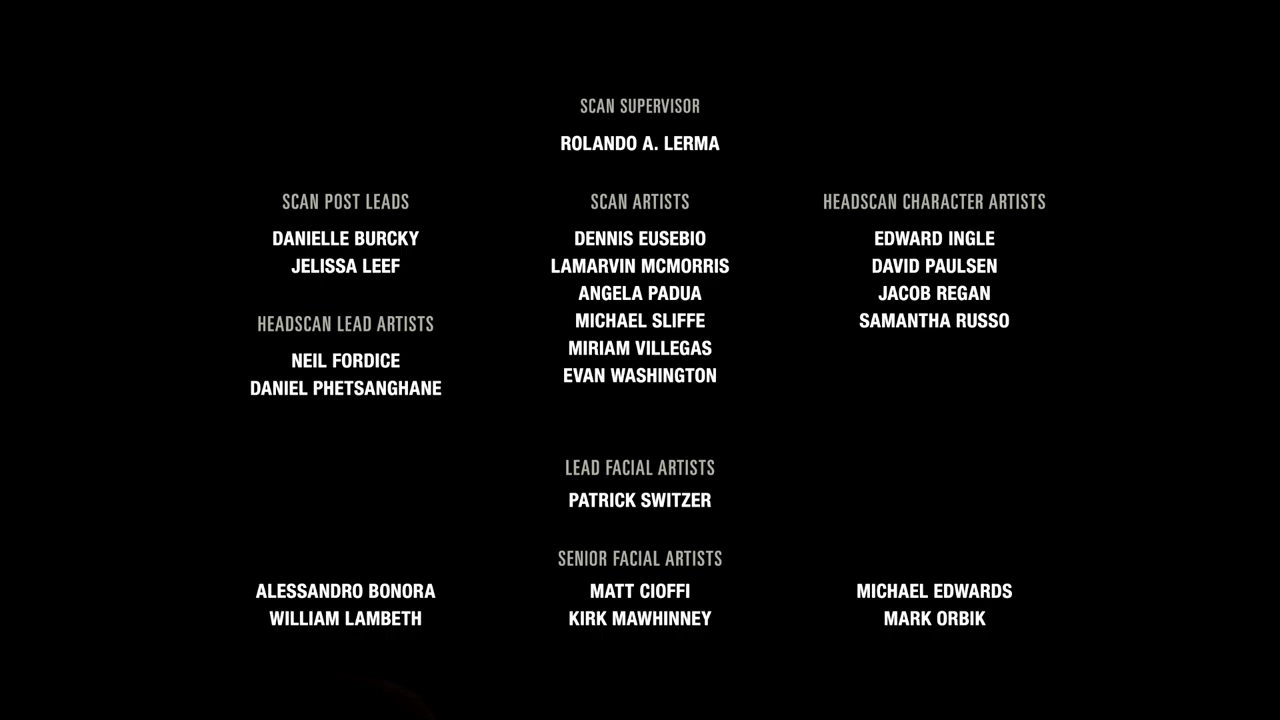 SCAN SUPERVISOR
ROLANDO A. LERMA
SCAN POST LEADS
DANIELLE BURCKY
JELISSA LEEF
HEADSCAN LEAD ARTISTS
NEIL FORDICE
DANIEL PHETSANGHANE
SCAN ARTISTS
DENNIS EUSEBIO
LAMARVIN MCMORRIS
ANGELA PADUA
MICHAEL SLIFFE
MIRIAM VILLEGAS
EVAN WASHINGTON
HEADSCAN CHARACTER ARTISTS
EDWARD INGLE
DAVID PAULSEN
JACOB REGAN
SAMANTHA RUSSO
LEAD FACIAL ARTISTS
PATRICK SWITZER
SENIOR FACIAL ARTISTS
ALESSANDRO BONORA
WILLIAM LAMBETH
MATT CIOFFI
KIRK MAWHINNEY
MICHAEL EDWARDS
MARK ORBIK